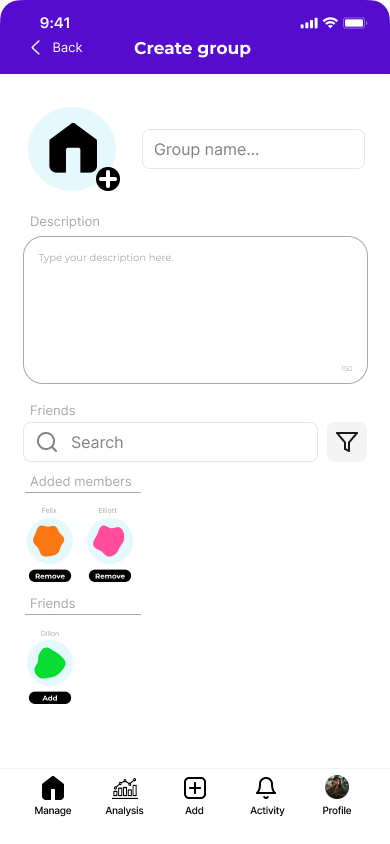 9:41
Back
Create group
Group name...
Description
Type your description here.
150
Friends
Search
Added members
Felix Elliott
Remove Remove
Friends
Dillon
Add
Manage Analysis Add Activity Profile